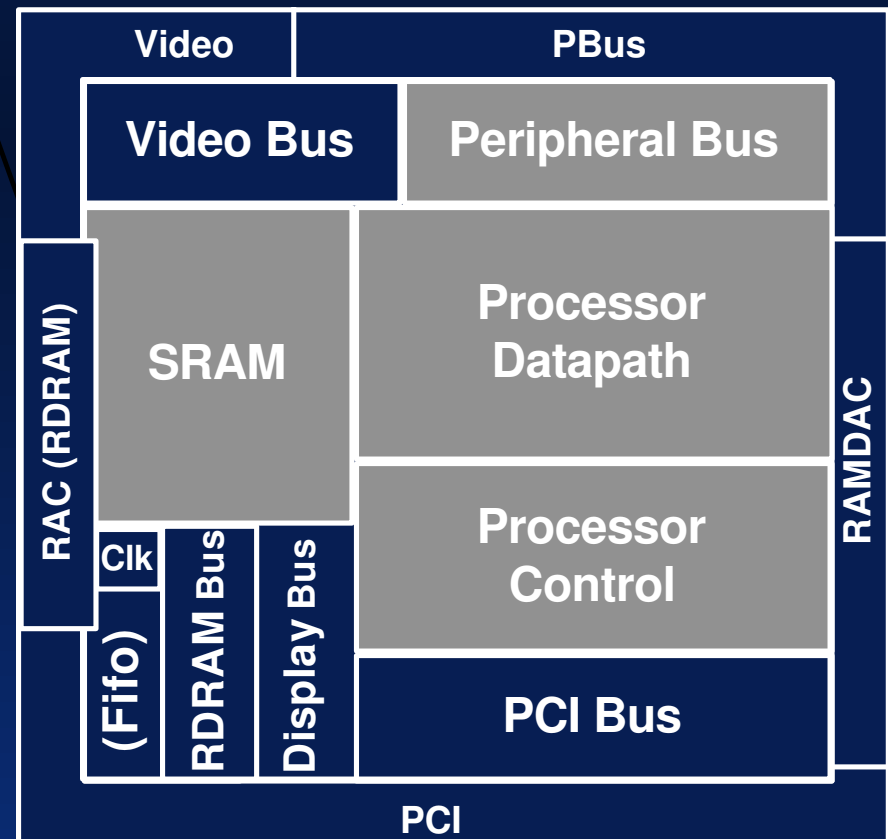 Video
PBus
Video Bus
Peripheral Bus
RAC (RDRAM)
SRAM
Processor
Datapath
RAMDAC
Clk
(Fifo)
RDRAM Bus
Display Bus
Processor
Control
PCI Bus
PCI